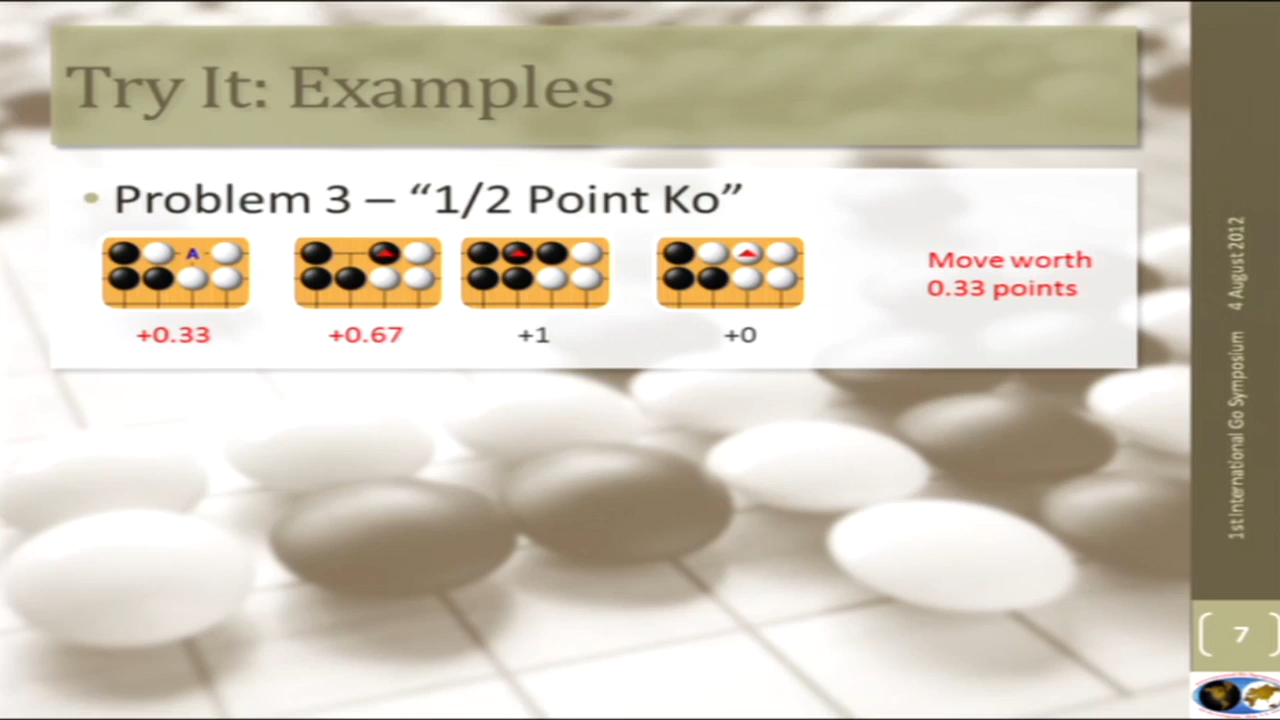 Try It: Examples
• Problem 3 – “1/2 Point Ko”
A
+0.33
+0.67
+1
+0
Move worth
0.33 points
1st International Go Symposium 4 August 2012
7